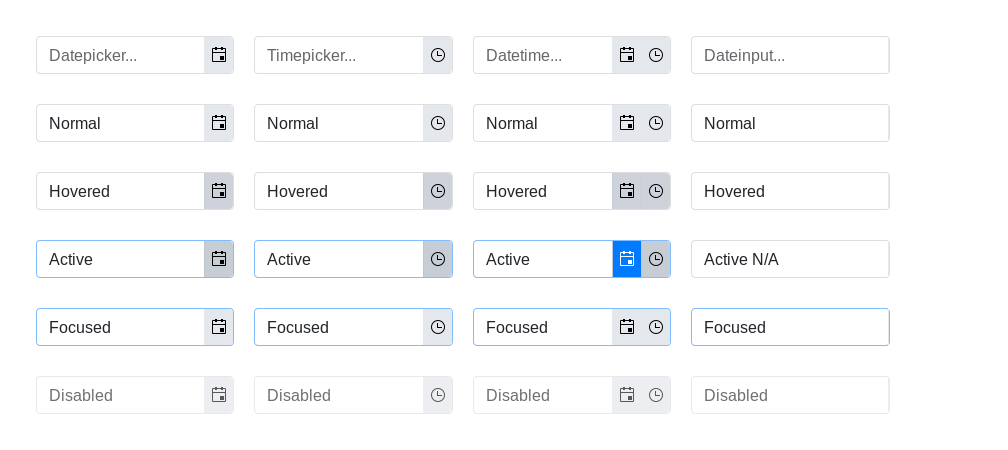 Datepicker... Timepicker... Datetime... Dateinput...
Normal Normal Normal Normal
Hovered Hovered Hovered Hovered
Active Active Active Active N/A
Focused Focused Focused Focused
Disabled Disabled Disabled Disabled